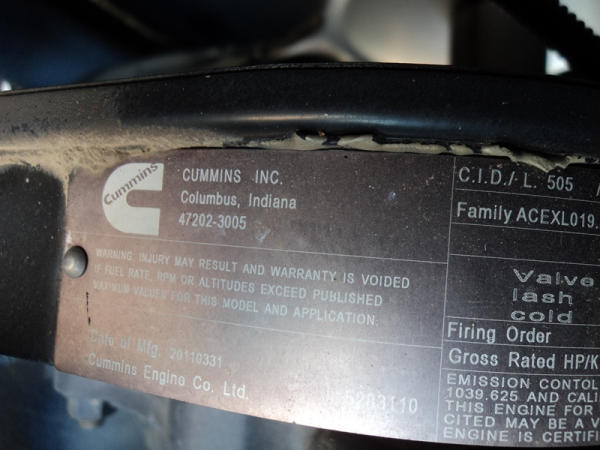 Cummins
CUMMINS INC.
Columbus, Indiana
47202-3005
WARNING: INJURY MAY RESULT AND WARRANTY IS VOIDED
IF FUEL RATE, RPM OR ALTITUDES EXCEED PUBLISHED
MAXIMUM VALUES FOR THIS MODEL AND APPLICATION.
Date of Mfg. 20110331
Cummins Engine Co. Ltd.
5283110
C.I.D./ L. 505 /
Family ACEXL019.
Valve
lash
cold
Firing Order
Gross Rated HP/K
EMISSION CONTOL
1039.625 AND CALI
THIS ENGINE FOR
CITED MAY BE A V
ENGINE IS CERTIF